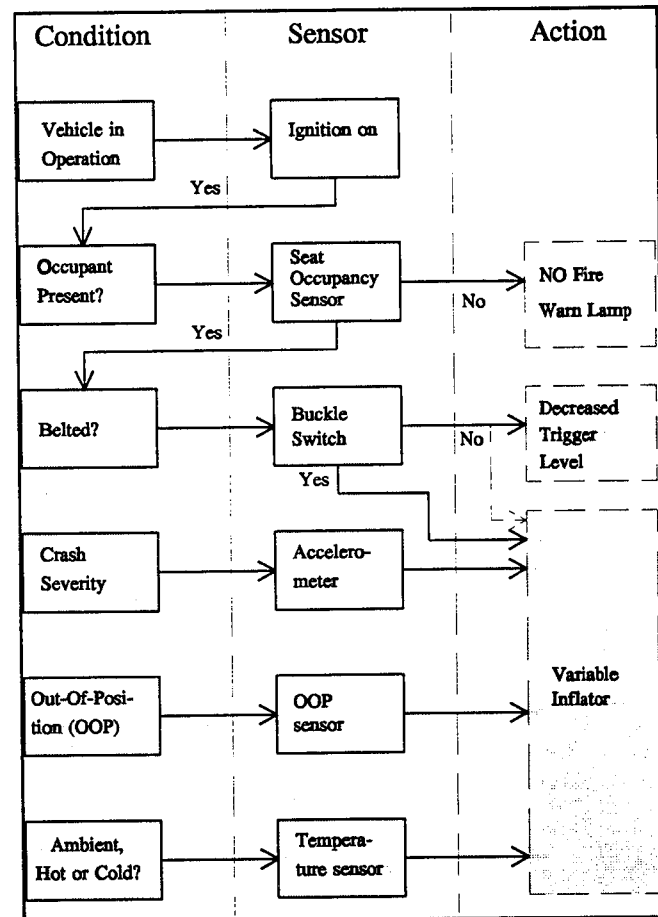 Condition
Sensor
Action
Vehicle in
Operation
Ignition on
Yes
Occupant
Present?
Seat
Occupancy
Sensor
No
NO Fire
Warn Lamp
Yes
Belted?
Buckle
Switch
No
Decreased
Trigger
Level
Yes
Crash
Severity
Accelero-
meter
Variable
Inflator
Out-Of-Posi-
tion (OOP)
OOP
sensor
Ambient,
Hot or Cold?
Tempera-
ture sensor